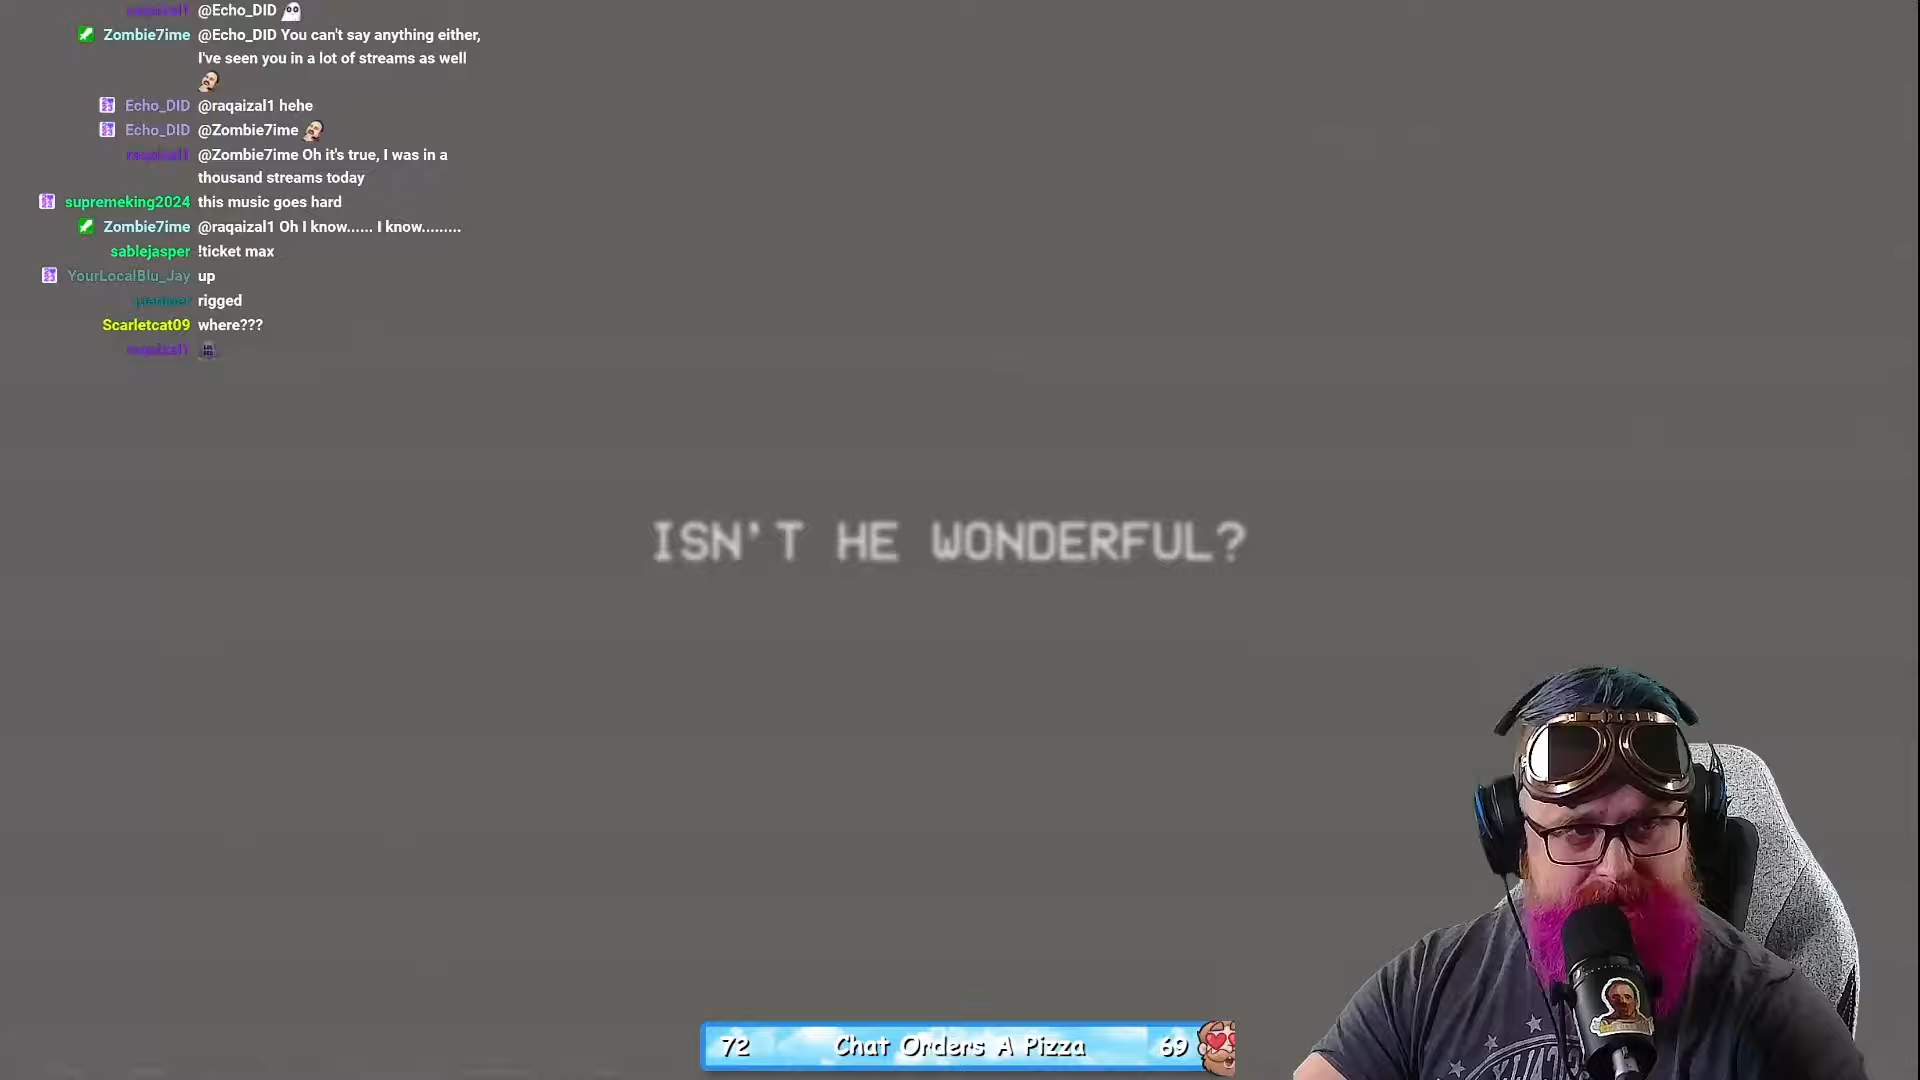 @Echo_DID
Zombie7ime @Echo_DID You can't say anything either,
I've seen you in a lot of streams as well
Echo_DID @raqaizal1 hehe
Echo_DID @Zombie7ime
raqaizal1 @Zombie7ime Oh it's true, I was in a
thousand streams today
supremeking2024 this music goes hard
Zombie7ime @raqaizal1 Oh I know...... I know.........
sablejasper !ticket max
YourLocalBlu_Jay up
rigged
Scarletcat09 where???
raqaizal1
ISN'T HE WONDERFUL?
72 Chat Orders A Pizza 69